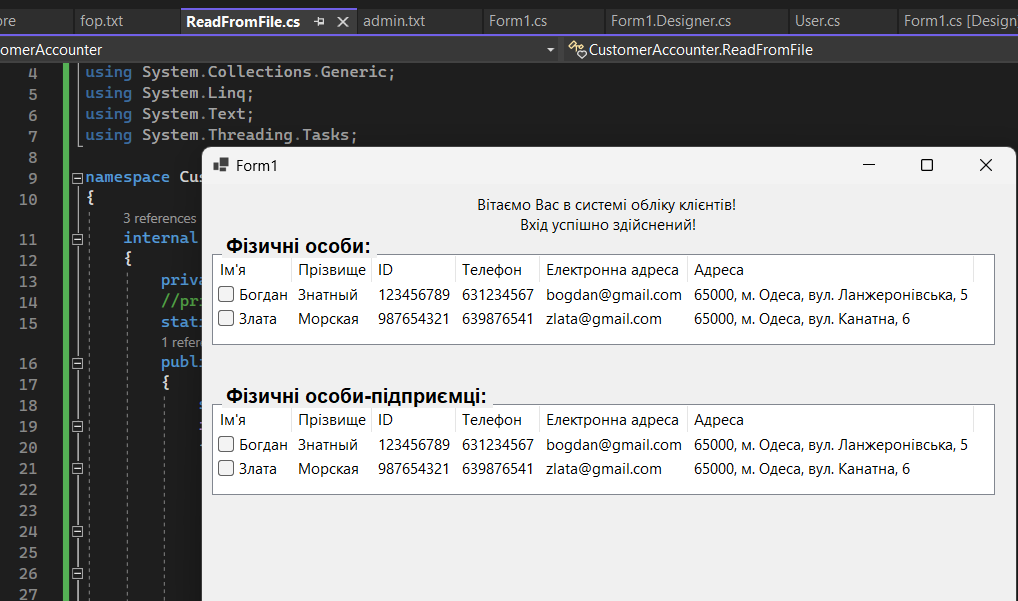 ore fop.txt ReadFromFile.cs admin.txt Form1.cs Form1.Designer.cs User.cs Form1.cs [Design
omerAccounter CustomerAccounter.ReadFromFile
4 using System.Collections.Generic;
5 using System.Linq;
6 using System.Text;
7 using System.Threading.Tasks;
8
9 namespace Cus
10 {
3 references
11 internal
12 {
13 priva
14 //pri
15 stati
1 refer
16 publi
17 {
18
19
20
21
22
23
24
25
26
27
Form1
Вітаємо Вас в системі обліку клієнтів!
Вхід успішно здійснений!
Фізичні особи:
Ім'я Прізвище ID Телефон Електронна адреса Адреса
Богдан Знатный 123456789 631234567 bogdan@gmail.com 65000, м. Одеса, вул. Ланжеронівська, 5
Злата Морская 987654321 639876541 zlata@gmail.com 65000, м. Одеса, вул. Канатна, 6
Фізичні особи-підприємці:
Ім'я Прізвище ID Телефон Електронна адреса Адреса
Богдан Знатный 123456789 631234567 bogdan@gmail.com 65000, м. Одеса, вул. Ланжеронівська, 5
Злата Морская 987654321 639876541 zlata@gmail.com 65000, м. Одеса, вул. Канатна, 6